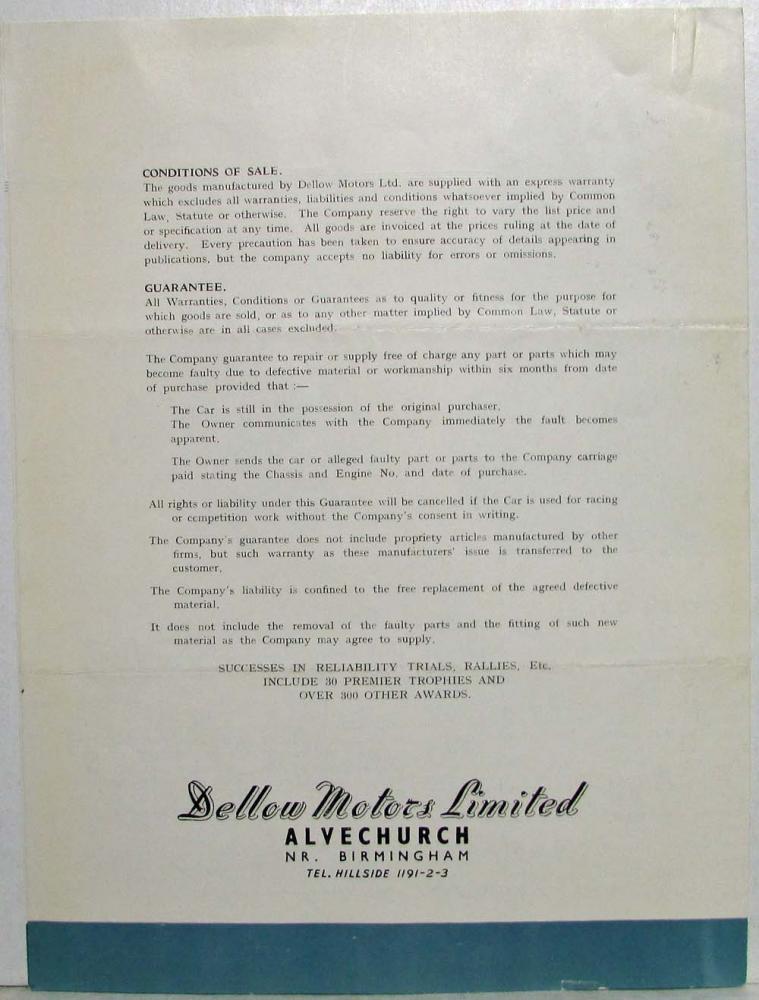 CONDITIONS OF SALE.
The goods manufactured by Dellow Motors Ltd. are supplied with an express warranty
which excludes all warranties, liabilities and conditions whatsoever implied by Common
Law, Statute or otherwise. The Company reserve the right to vary the list price and
or specification at any time. All goods are invoiced at the prices ruling at the date of
delivery. Every precaution has been taken to ensure accuracy of details appearing in
publications, but the company accepts no liability for errors or omissions.
GUARANTEE.
All Warranties, Conditions or Guarantees as to quality or fitness for the purpose for
which goods are sold, or as to any other matter implied by Common Law, Statute or
otherwise are in all cases excluded.
The Company guarantee to repair or supply free of charge any part or parts which may
become faulty due to defective material or workmanship within six months from date
of purchase provided that :—
The Car is still in the possession of the original purchaser.
The Owner communicates with the Company immediately the fault becomes
apparent.
The Owner sends the car or alleged faulty part or parts to the Company carriage
paid stating the Chassis and Engine No. and date of purchase.
All rights or liability under this Guarantee will be cancelled if the Car is used for racing
or competition work without the Company's consent in writing.
The Company's guarantee does not include propriety articles manufactured by other
firms, but such warranty as these manufacturers' issue is transferred to the
customer.
The Company's liability is confined to the free replacement of the agreed defective
material.
It does not include the removal of the faulty parts and the fitting of such new
material as the Company may agree to supply.
SUCCESSES IN RELIABILITY TRIALS, RALLIES, Etc.
INCLUDE 30 PREMIER TROPHIES AND
OVER 300 OTHER AWARDS.
Dellow Motors Limited
ALVECHURCH
NR. BIRMINGHAM
TEL. HILLSIDE 1191-2-3